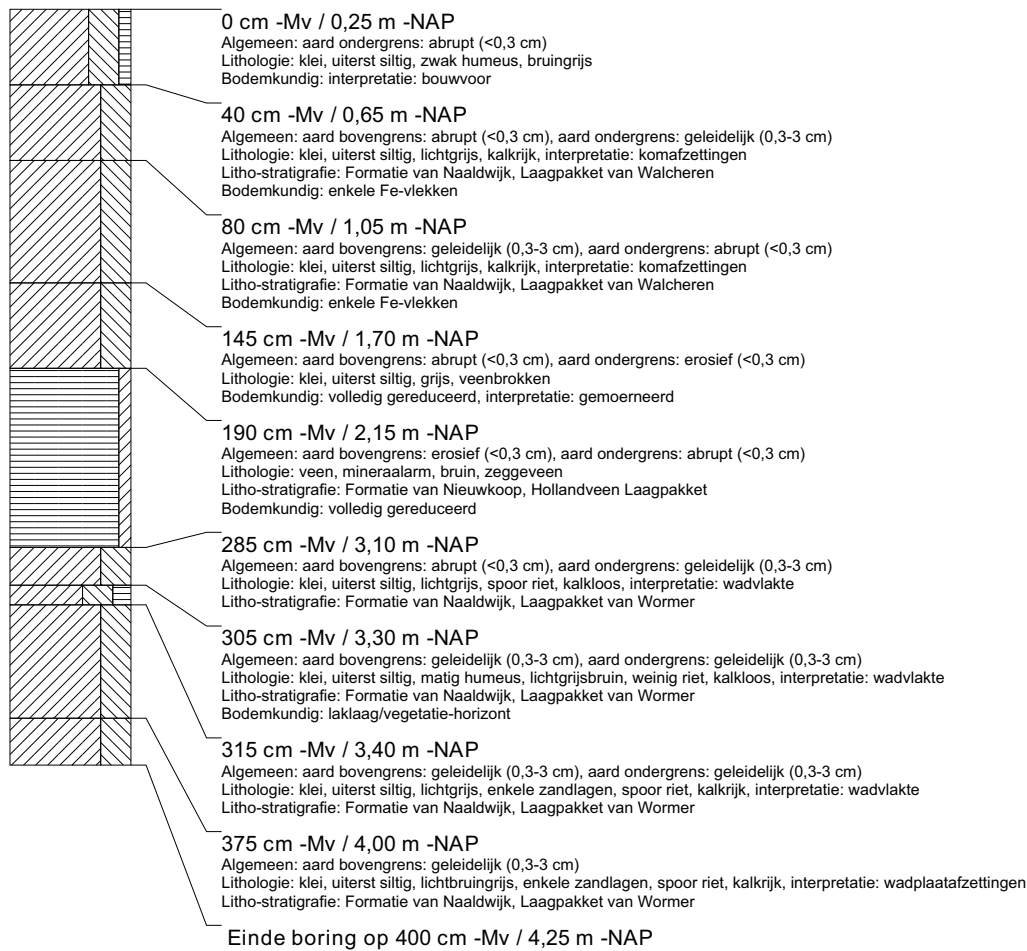 0 cm -Mv / 0,25 m -NAP
Algemeen: aard ondergrens: abrupt (<0,3 cm)
Lithologie: klei, uiterst siltig, zwak humeus, bruingrijs
Bodemkundig: interpretatie: bouwvoor
40 cm -Mv / 0,65 m -NAP
Algemeen: aard bovengrens: abrupt (<0,3 cm), aard ondergrens: geleidelijk (0,3-3 cm)
Lithologie: klei, uiterst siltig, lichtgrijs, kalkrijk, interpretatie: komafzettingen
Litho-stratigrafie: Formatie van Naaldwijk, Laagpakket van Walcheren
Bodemkundig: enkele Fe-vlekken
80 cm -Mv / 1,05 m -NAP
Algemeen: aard bovengrens: geleidelijk (0,3-3 cm), aard ondergrens: abrupt (<0,3 cm)
Lithologie: klei, uiterst siltig, lichtgrijs, kalkrijk, interpretatie: komafzettingen
Litho-stratigrafie: Formatie van Naaldwijk, Laagpakket van Walcheren
Bodemkundig: enkele Fe-vlekken
145 cm -Mv / 1,70 m -NAP
Algemeen: aard bovengrens: abrupt (<0,3 cm), aard ondergrens: erosief (<0,3 cm)
Lithologie: klei, uiterst siltig, grijs, veenbrokken
Bodemkundig: volledig gereduceerd, interpretatie: gemoerneerd
190 cm -Mv / 2,15 m -NAP
Algemeen: aard bovengrens: erosief (<0,3 cm), aard ondergrens: abrupt (<0,3 cm)
Lithologie: veen, mineraalarm, bruin, zeggeveen
Litho-stratigrafie: Formatie van Nieuwkoop, Hollandveen Laagpakket
Bodemkundig: volledig gereduceerd
285 cm -Mv / 3,10 m -NAP
Algemeen: aard bovengrens: abrupt (<0,3 cm), aard ondergrens: geleidelijk (0,3-3 cm)
Lithologie: klei, uiterst siltig, lichtgrijs, spoor riet, kalkloos, interpretatie: wadvlakte
Litho-stratigrafie: Formatie van Naaldwijk, Laagpakket van Wormer
305 cm -Mv / 3,30 m -NAP
Algemeen: aard bovengrens: geleidelijk (0,3-3 cm), aard ondergrens: geleidelijk (0,3-3 cm)
Lithologie: klei, uiterst siltig, matig humeus, lichtgrijsbruin, weinig riet, kalkloos, interpretatie: wadvlakte
Litho-stratigrafie: Formatie van Naaldwijk, Laagpakket van Wormer
Bodemkundig: laklaag/vegetatie-horizont
315 cm -Mv / 3,40 m -NAP
Algemeen: aard bovengrens: geleidelijk (0,3-3 cm), aard ondergrens: geleidelijk (0,3-3 cm)
Lithologie: klei, uiterst siltig, lichtgrijs, enkele zandlagen, spoor riet, kalkrijk, interpretatie: wadvlakte
Litho-stratigrafie: Formatie van Naaldwijk, Laagpakket van Wormer
375 cm -Mv / 4,00 m -NAP
Algemeen: aard bovengrens: geleidelijk (0,3-3 cm)
Lithologie: klei, uiterst siltig, lichtbruingrijs, enkele zandlagen, spoor riet, kalkrijk, interpretatie: wadplaatafzettingen
Litho-stratigrafie: Formatie van Naaldwijk, Laagpakket van Wormer
Einde boring op 400 cm -Mv / 4,25 m -NAP